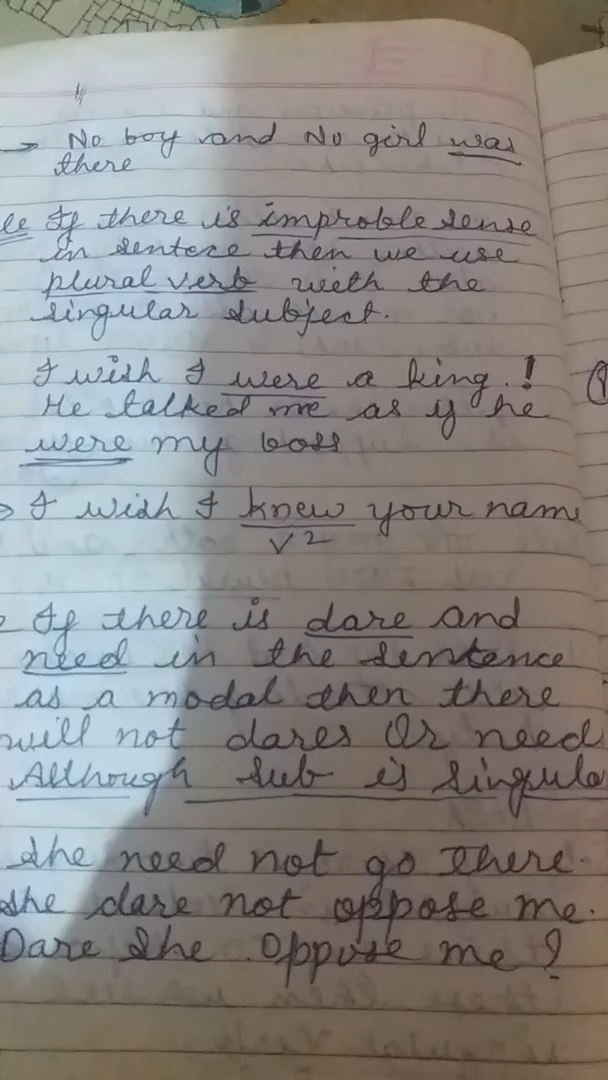 → No boy and No girl was
there
le If there is improble sense
in sentece then we use
plural verb with the
singular subject.
I wish I were a king.!
He talked me as if he
were my boss
→ I wish I knew your name
V2
If there is dare and
need in the sentence
as a modal then there
will not dares Or needs
Although sub is singula
She need not go there.
She dare not oppose me.
Dare She oppose me ?